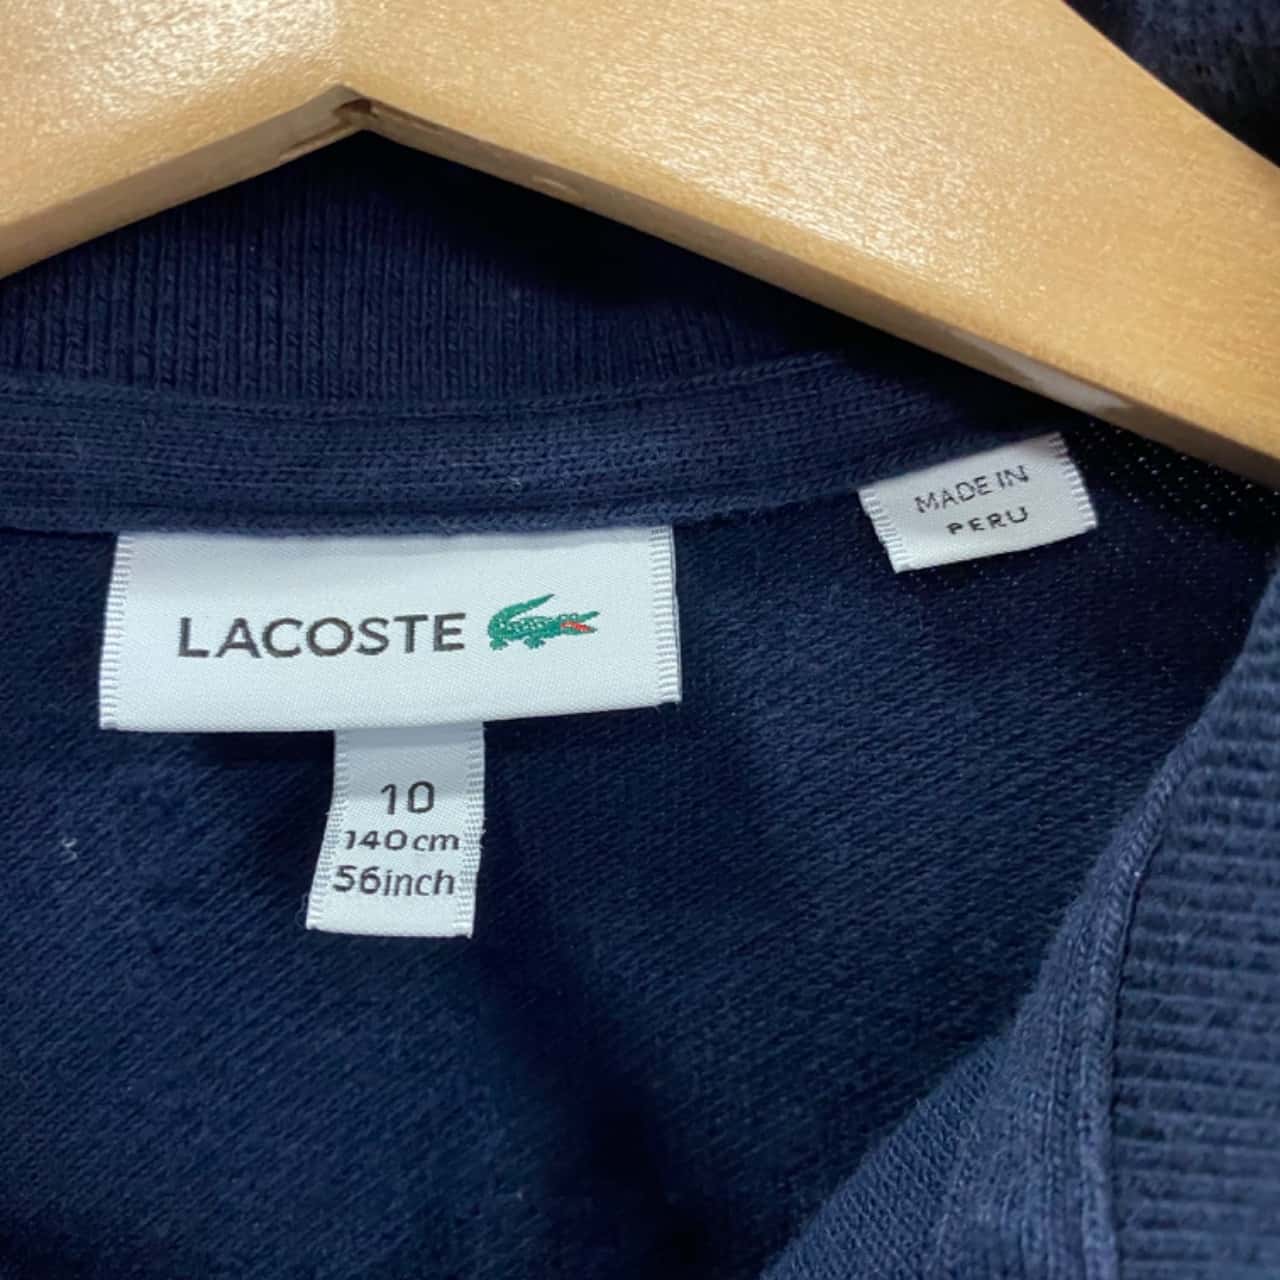 MADE IN
PERU
LACOSTE
10
140cm
56inch